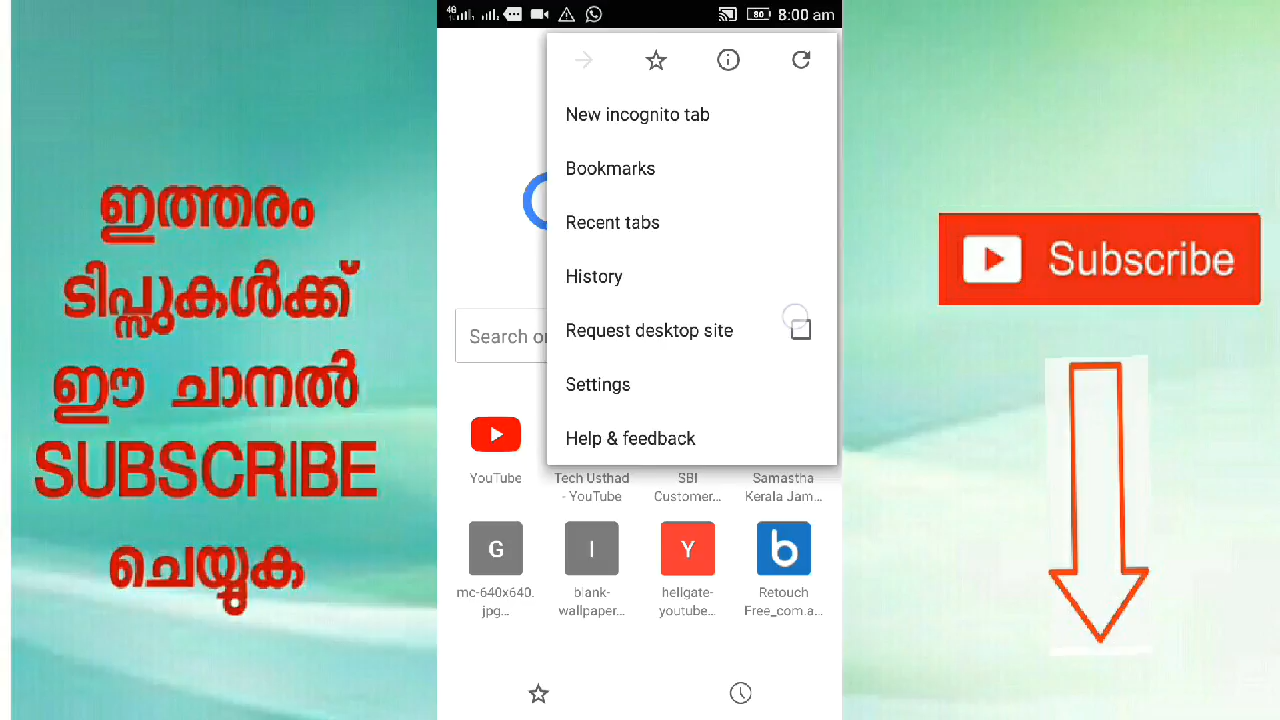 ഇത്തരം
ടിപ്സുകൾക്ക്
ഈ ചാനൽ
SUBSCRIBE
ചെയ്യുക
4G
80
8:00 am
New incognito tab
Bookmarks
Recent tabs
History
Request desktop site
Settings
Help & feedback
Search or
YouTube
Tech Usthad
- YouTube
SBI
Customer...
Samastha
Kerala Jam...
G
I
Y
b
mc-640x640.
jpg...
blank-
wallpaper...
hellgate-
youtube...
Retouch
Free_com.a...
Subscribe